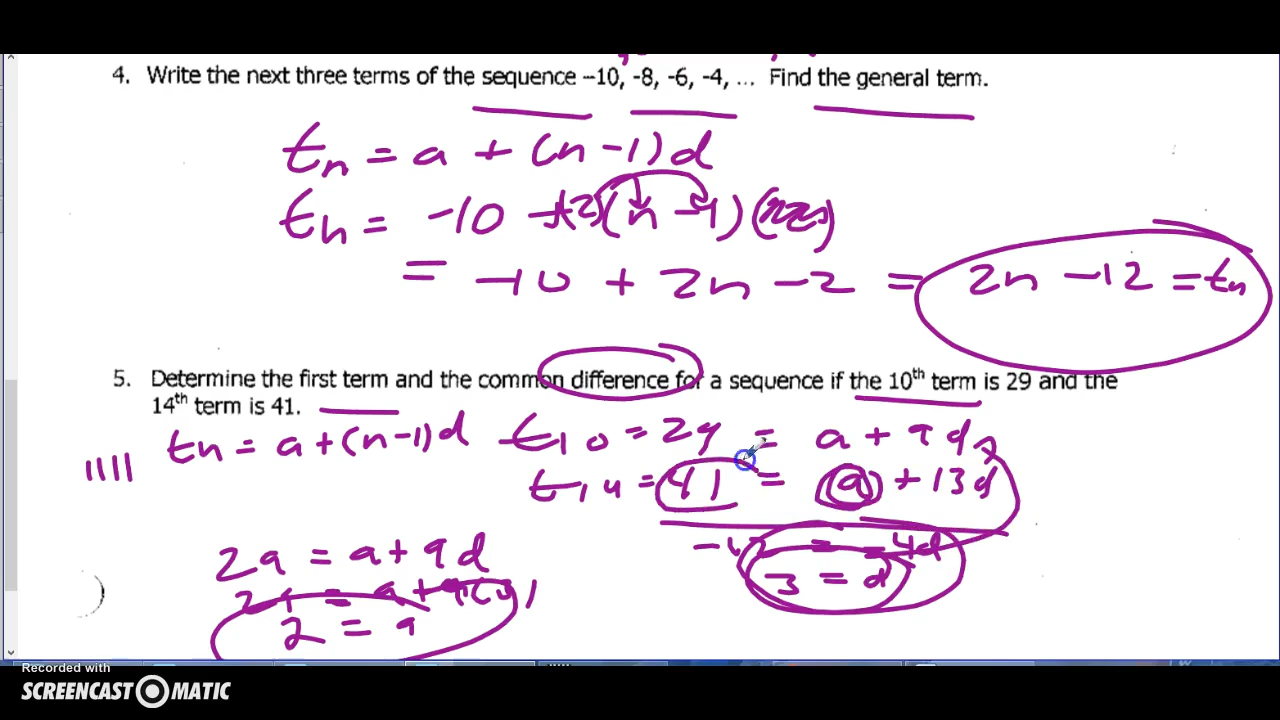 4. Write the next three terms of the sequence –10, -8, -6, -4, ... Find the general term.
tn = a + (n - 1)d
tn = -10 + (2)(n - 1)
= -10 + 2n - 2 = 2n - 12 = tn
5. Determine the first term and the common difference for a sequence if the 10th term is 29 and the
14th term is 41.
tn = a + (n-1)d t10 = 29 = a + 9d
t14 = 41 = a + 13d
29 = a + 9d = 4d
3 = d
2 = a
Recorded with
SCREENCAST MATIC